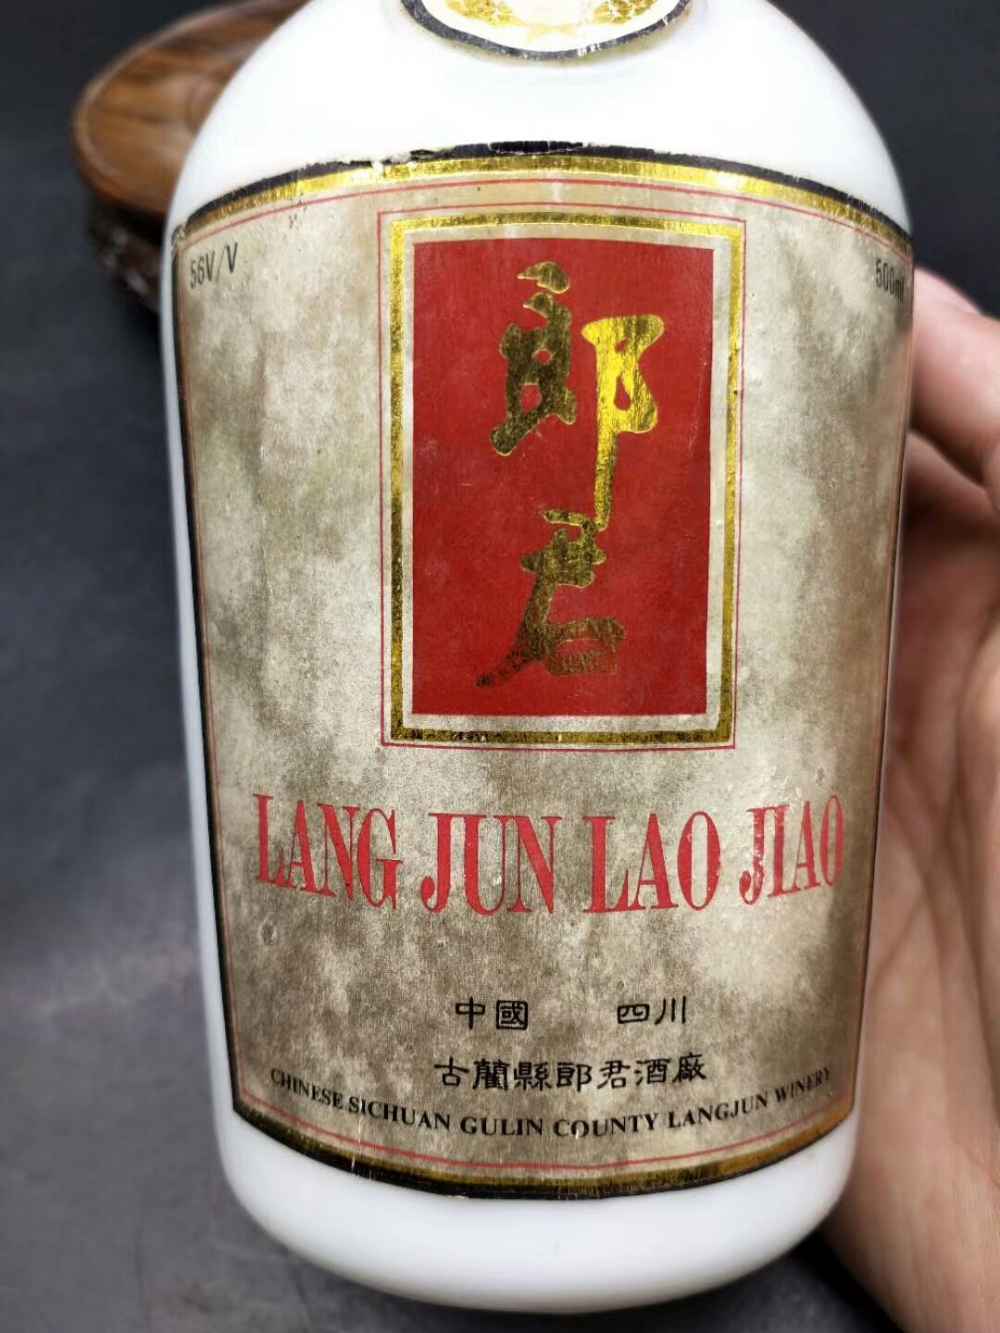 56V/V
500ml
郎
君
LANG JUN LAO JIAO
中國 四川
古藺縣郎君酒廠
CHINESE SICHUAN GULIN COUNTY LANGJUN WINERY